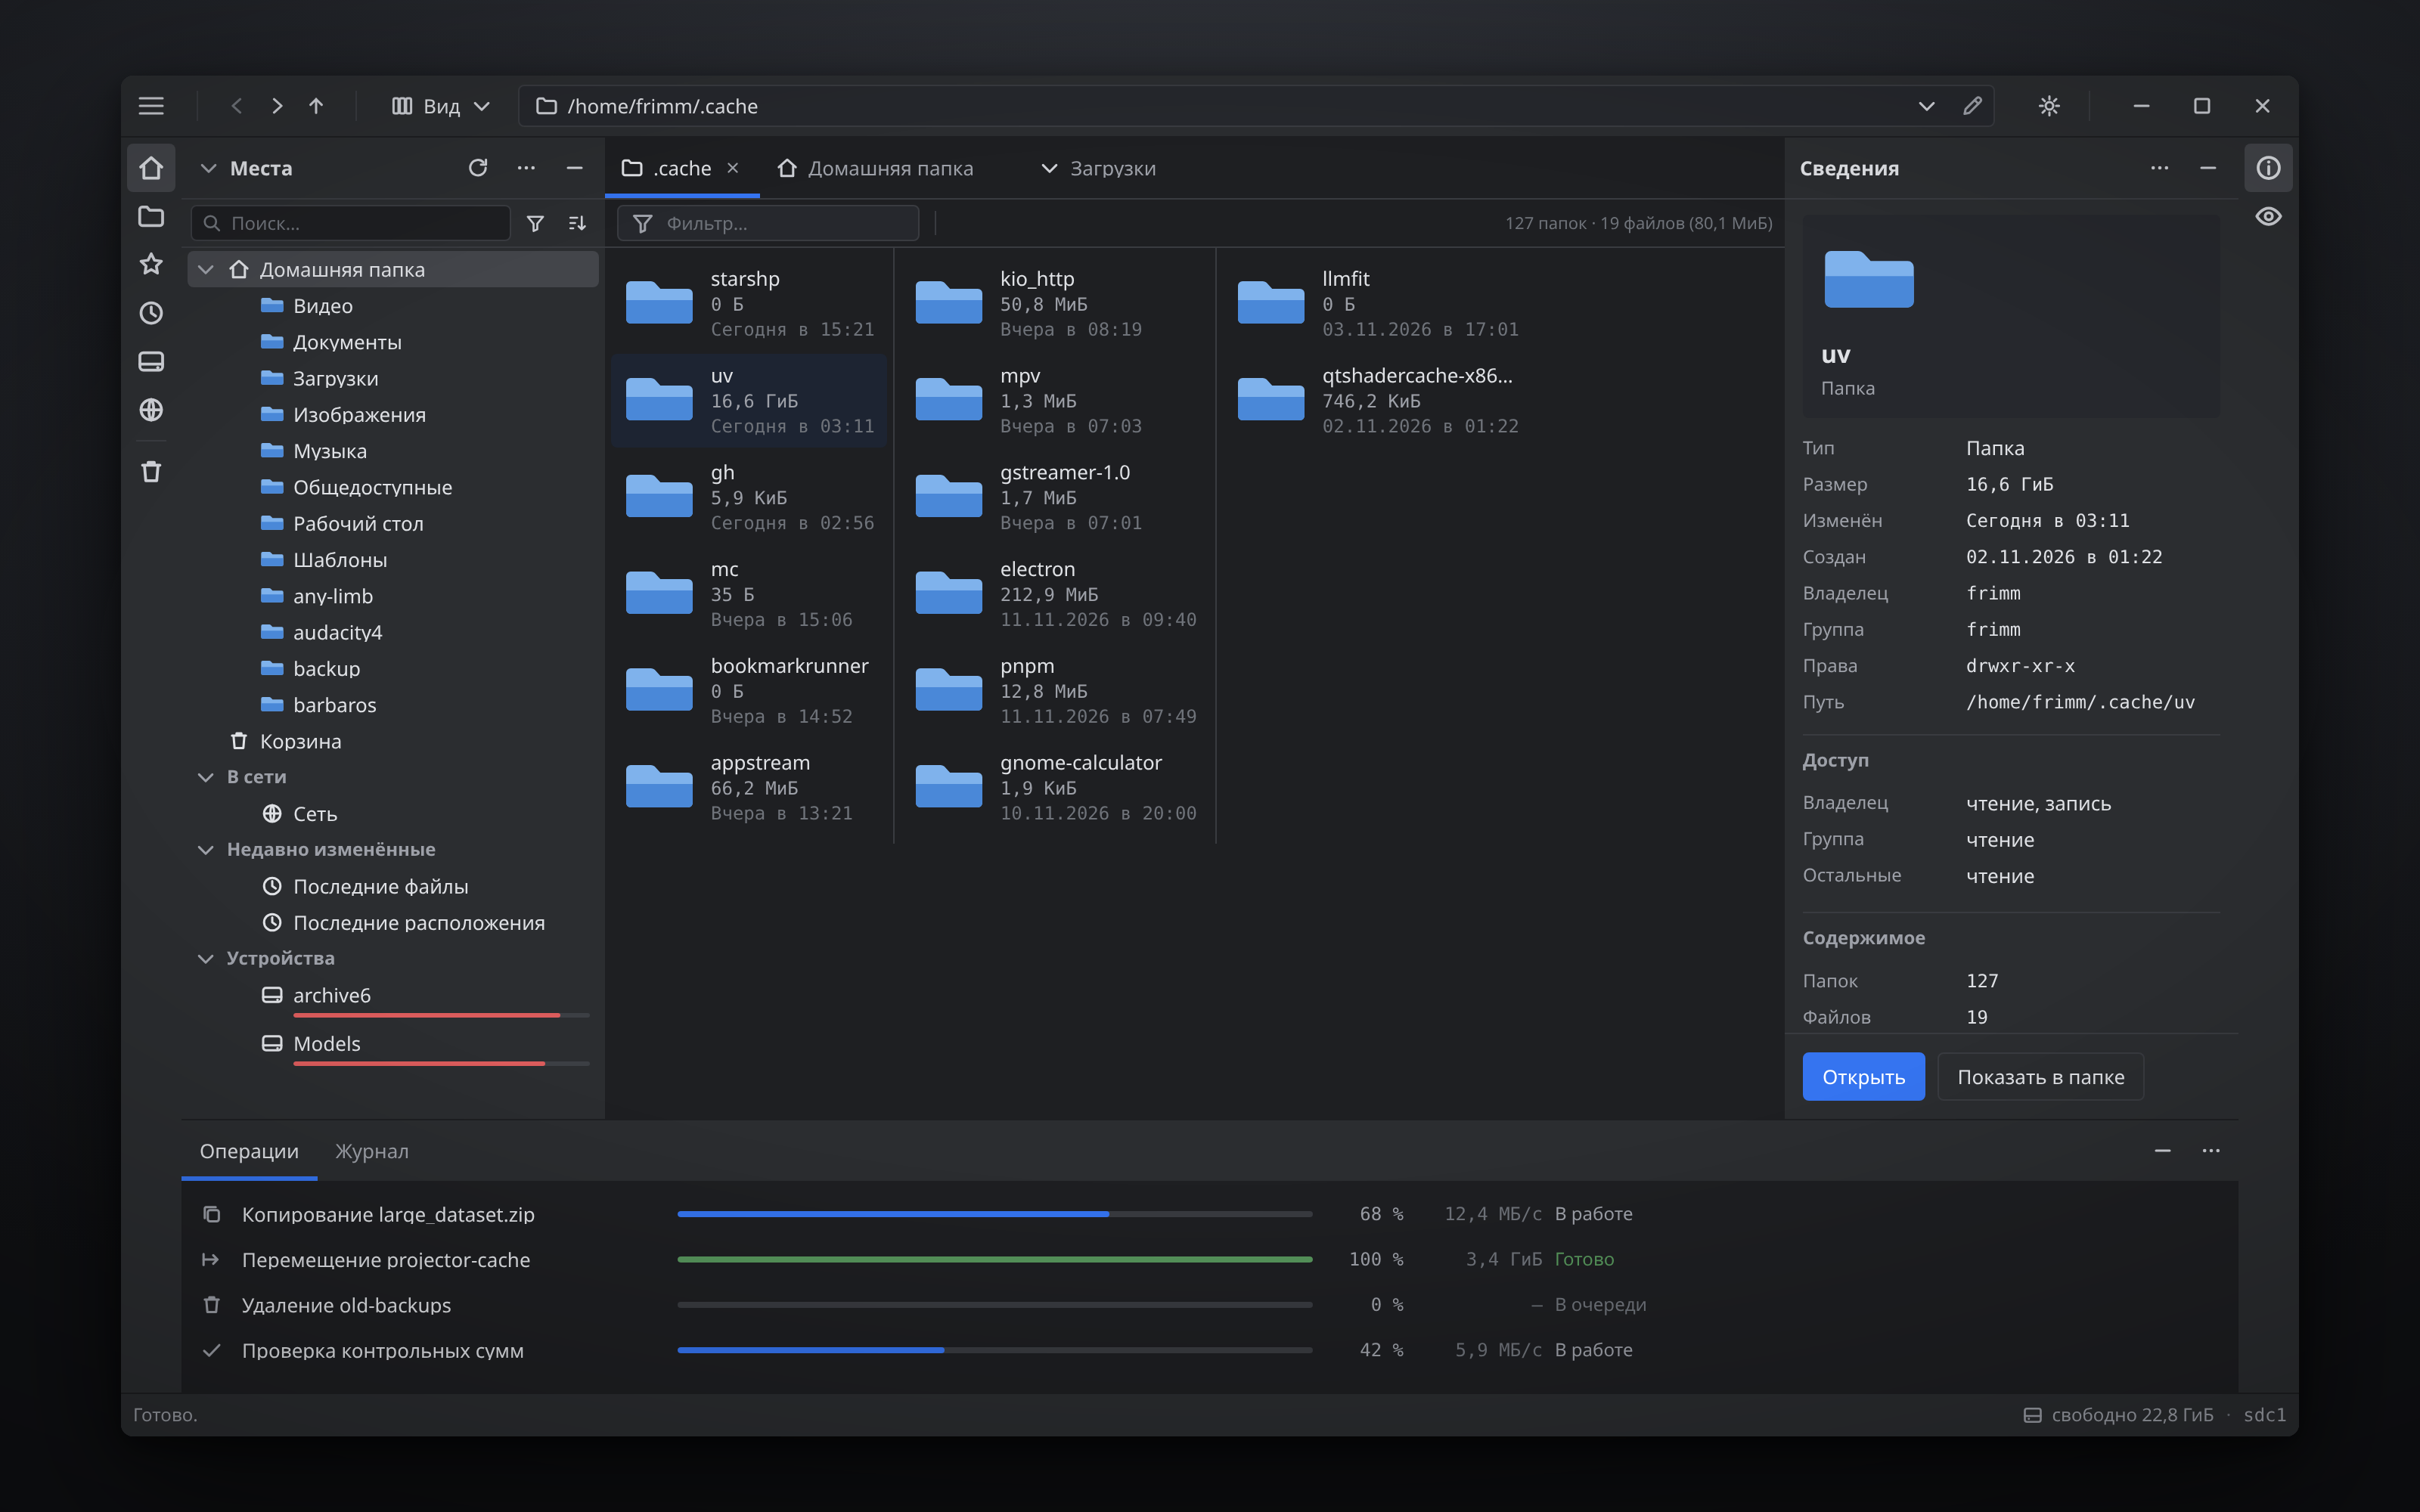 Вид
/home/frimm/.cache
Места
Поиск...
Домашняя папка
Видео
Документы
Загрузки
Изображения
Музыка
Общедоступные
Рабочий стол
Шаблоны
any-limb
audacity4
backup
barbaros
Корзина
В сети
Сеть
Недавно изменённые
Последние файлы
Последние расположения
Устройства
archive6
Models
.cache
Домашняя папка
Загрузки
Фильтр...
127 папок · 19 файлов (80,1 МиБ)
starshp
0 Б
Сегодня в 15:21
uv
16,6 ГиБ
Сегодня в 03:11
gh
5,9 КиБ
Сегодня в 02:56
mc
35 Б
Вчера в 15:06
bookmarkrunner
0 Б
Вчера в 14:52
appstream
66,2 МиБ
Вчера в 13:21
kio_http
50,8 МиБ
Вчера в 08:19
mpv
1,3 МиБ
Вчера в 07:03
gstreamer-1.0
1,7 МиБ
Вчера в 07:01
electron
212,9 МиБ
11.11.2026 в 09:40
pnpm
12,8 МиБ
11.11.2026 в 07:49
gnome-calculator
1,9 КиБ
10.11.2026 в 20:00
llmfit
0 Б
03.11.2026 в 17:01
qtshadercache-x86...
746,2 КиБ
02.11.2026 в 01:22
Сведения
uv
Папка
Тип Папка
Размер 16,6 ГиБ
Изменён Сегодня в 03:11
Создан 02.11.2026 в 01:22
Владелец frimm
Группа frimm
Права drwxr-xr-x
Путь /home/frimm/.cache/uv
Доступ
Владелец чтение, запись
Группа чтение
Остальные чтение
Содержимое
Папок 127
Файлов 19
Открыть Показать в папке
Операции Журнал
Копирование large_dataset.zip 68 % 12,4 МБ/с В работе
Перемещение projector-cache 100 % 3,4 ГиБ Готово
Удаление old-backups 0 % — В очереди
Проверка контрольных сумм 42 % 5,9 МБ/с В работе
Готово.
свободно 22,8 ГиБ · sdc1